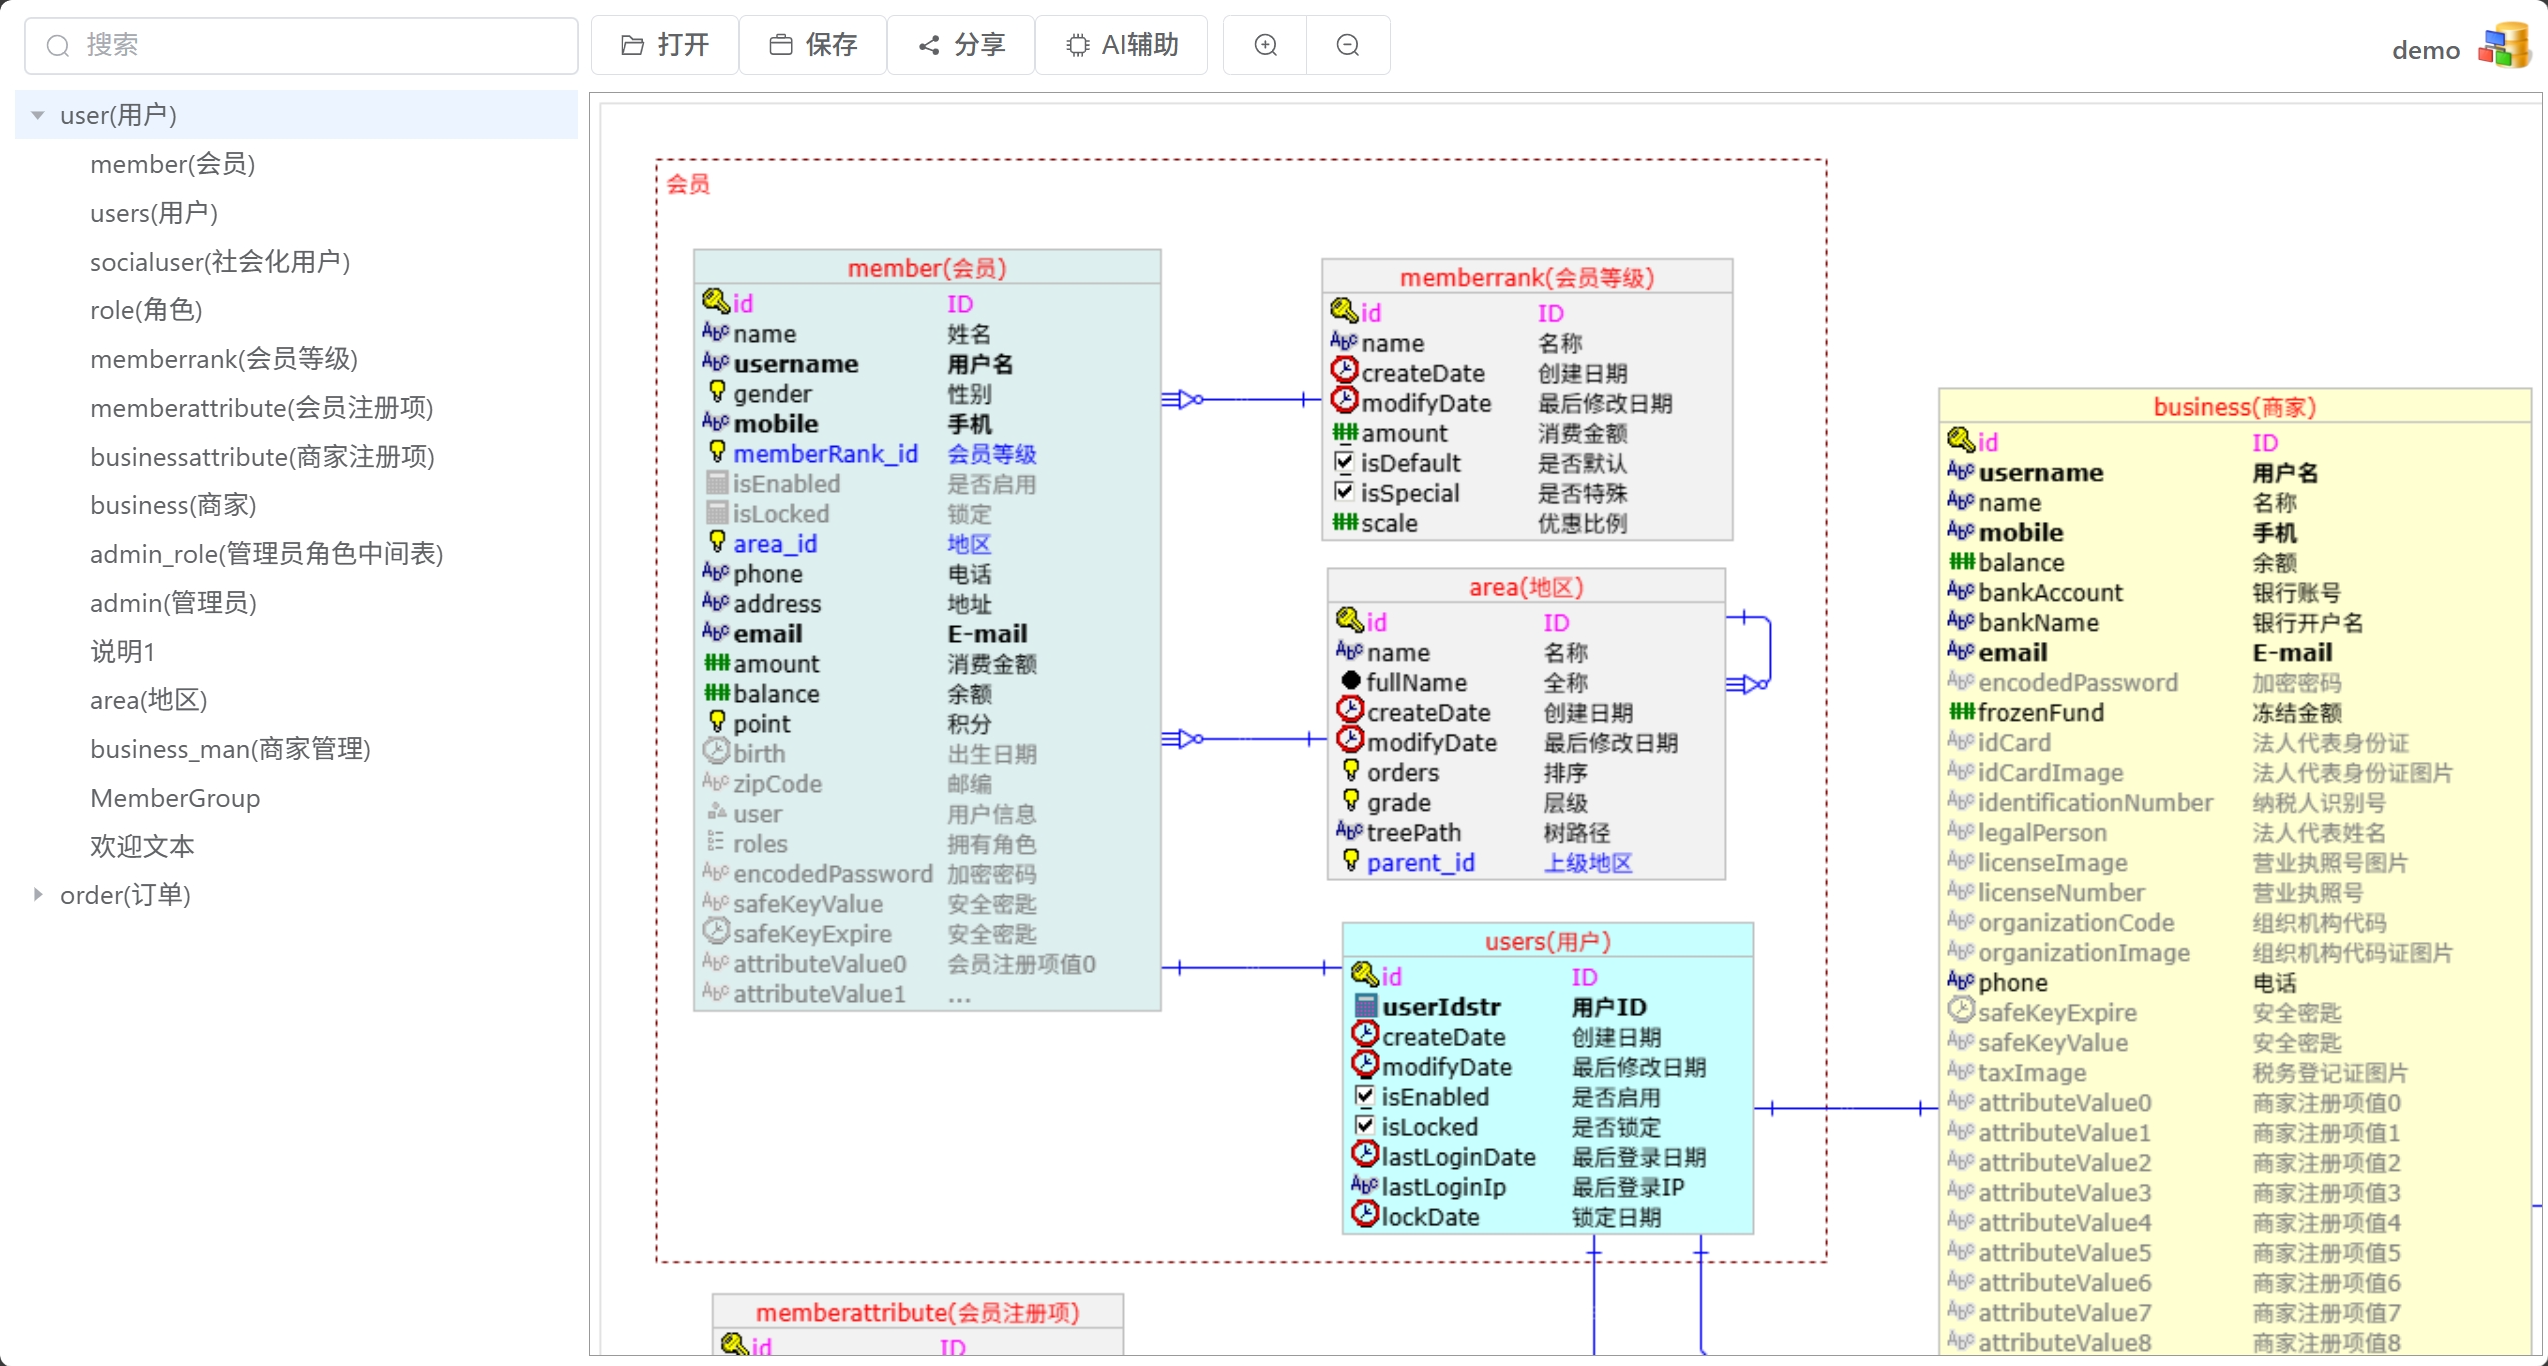 搜索
打开
保存
分享
AI辅助
demo
user(用户)
member(会员)
users(用户)
socialuser(社会化用户)
role(角色)
memberrank(会员等级)
memberattribute(会员注册项)
businessattribute(商家注册项)
business(商家)
admin_role(管理员角色中间表)
admin(管理员)
说明1
area(地区)
business_man(商家管理)
MemberGroup
欢迎文本
order(订单)
会员
member(会员)
id ID
name 姓名
username 用户名
gender 性别
mobile 手机
memberRank_id 会员等级
isEnabled 是否启用
isLocked 锁定
area_id 地区
phone 电话
address 地址
email E-mail
amount 消费金额
balance 余额
point 积分
birth 出生日期
zipCode 邮编
user 用户信息
roles 拥有角色
encodedPassword 加密密码
safeKeyValue 安全密匙
safeKeyExpire 安全密匙
attributeValue0 会员注册项值0
attributeValue1 ...
memberrank(会员等级)
id ID
name 名称
createDate 创建日期
modifyDate 最后修改日期
amount 消费金额
isDefault 是否默认
isSpecial 是否特殊
scale 优惠比例
area(地区)
id ID
name 名称
fullName 全称
createDate 创建日期
modifyDate 最后修改日期
orders 排序
grade 层级
treePath 树路径
parent_id 上级地区
users(用户)
id ID
userIdstr 用户ID
createDate 创建日期
modifyDate 最后修改日期
isEnabled 是否启用
isLocked 是否锁定
lastLoginDate 最后登录日期
lastLoginIp 最后登录IP
lockDate 锁定日期
memberattribute(会员注册项)
id ID
business(商家)
id ID
username 用户名
name 名称
mobile 手机
balance 余额
bankAccount 银行账号
bankName 银行开户名
email E-mail
encodedPassword 加密密码
frozenFund 冻结金额
idCard 法人代表身份证
idCardImage 法人代表身份证图片
identificationNumber 纳税人识别号
legalPerson 法人代表姓名
licenseImage 营业执照号图片
licenseNumber 营业执照号
organizationCode 组织机构代码
organizationImage 组织机构代码证图片
phone 电话
safeKeyExpire 安全密匙
safeKeyValue 安全密匙
taxImage 税务登记证图片
attributeValue0 商家注册项值0
attributeValue1 商家注册项值1
attributeValue2 商家注册项值2
attributeValue3 商家注册项值3
attributeValue4 商家注册项值4
attributeValue5 商家注册项值5
attributeValue6 商家注册项值6
attributeValue7 商家注册项值7
attributeValue8 商家注册项值8